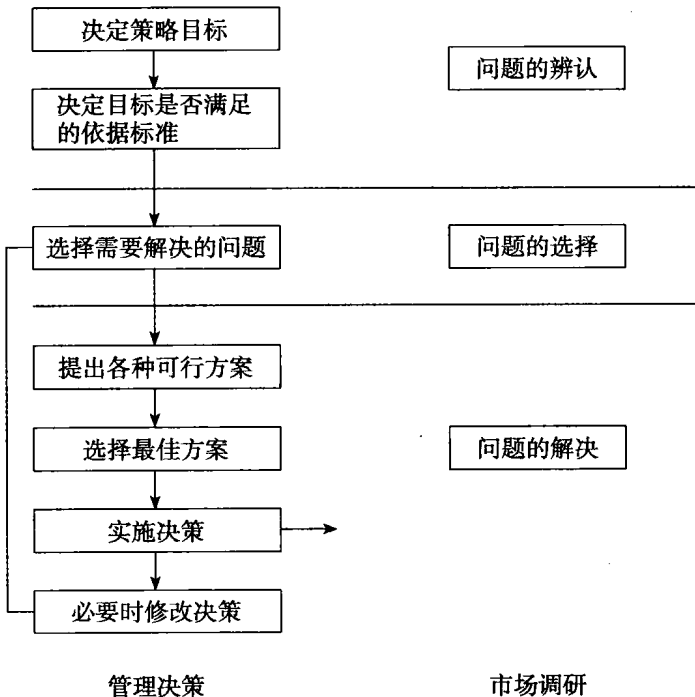 决定策略目标
问题的辨认
决定目标是否满足
的依据标准
选择需要解决的问题
问题的选择
提出各种可行方案
选择最佳方案
问题的解决
实施决策
必要时修改决策
管理决策
市场调研